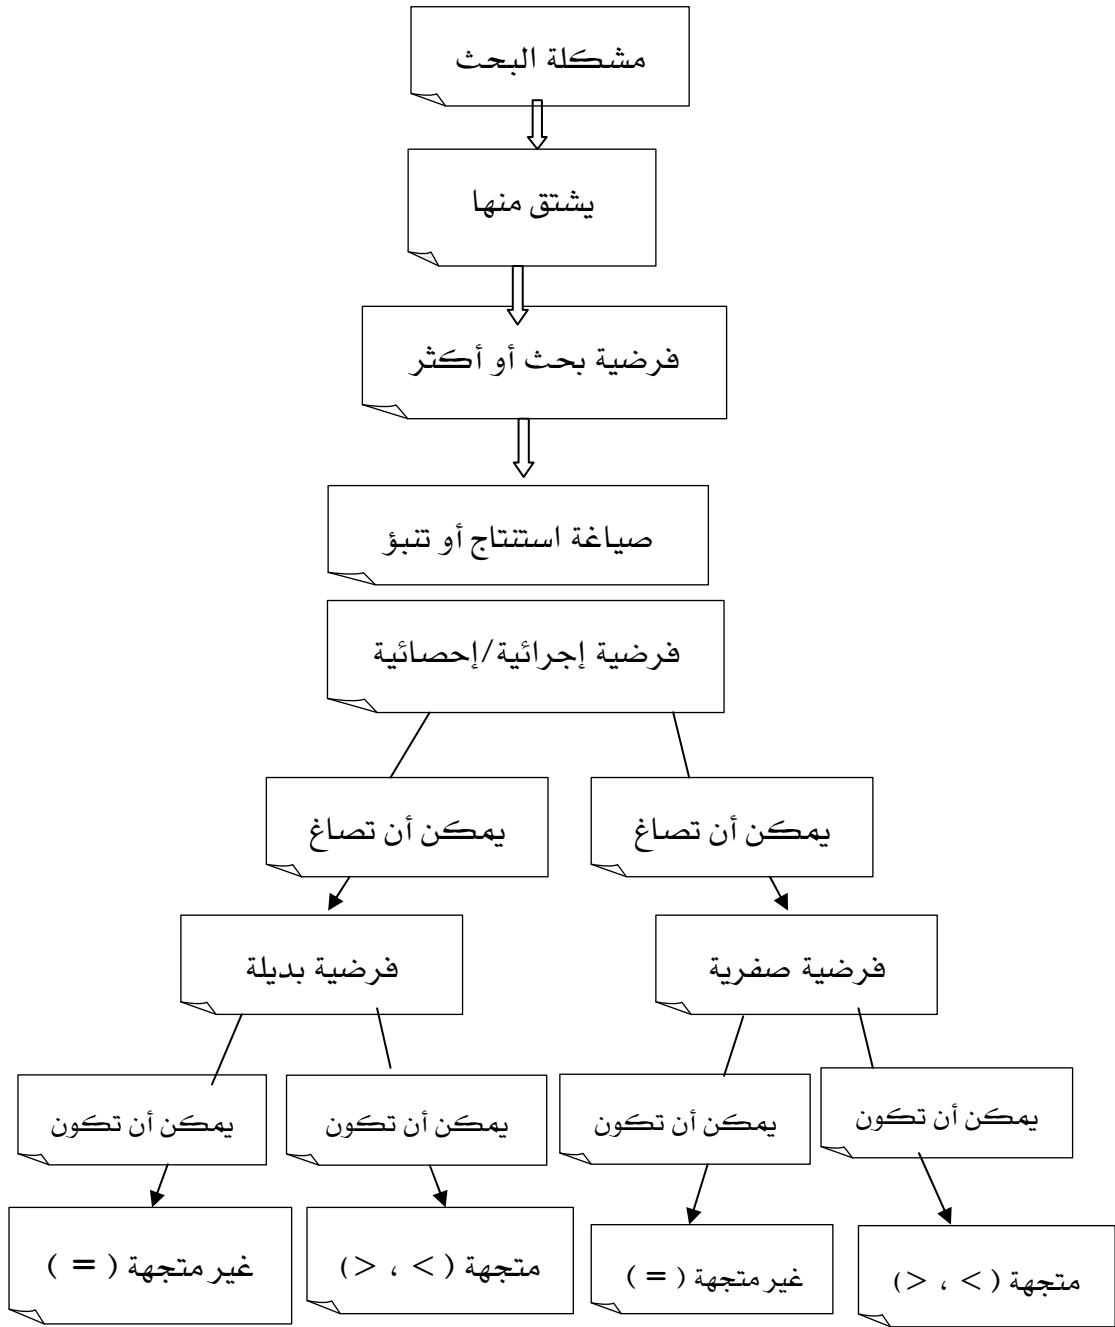 مشكلة البحث
يشتق منها
فرضية بحث أو أكثر
صياغة استنتاج أو تنبؤ
فرضية إجرائية/إحصائية
يمكن أن تصاغ
يمكن أن تصاغ
فرضية صفرية
فرضية بديلة
يمكن أن تكون
يمكن أن تكون
يمكن أن تكون
يمكن أن تكون
متجهة ( > ، < )
غير متجهة ( = )
متجهة ( > ، < )
غير متجهة ( = )